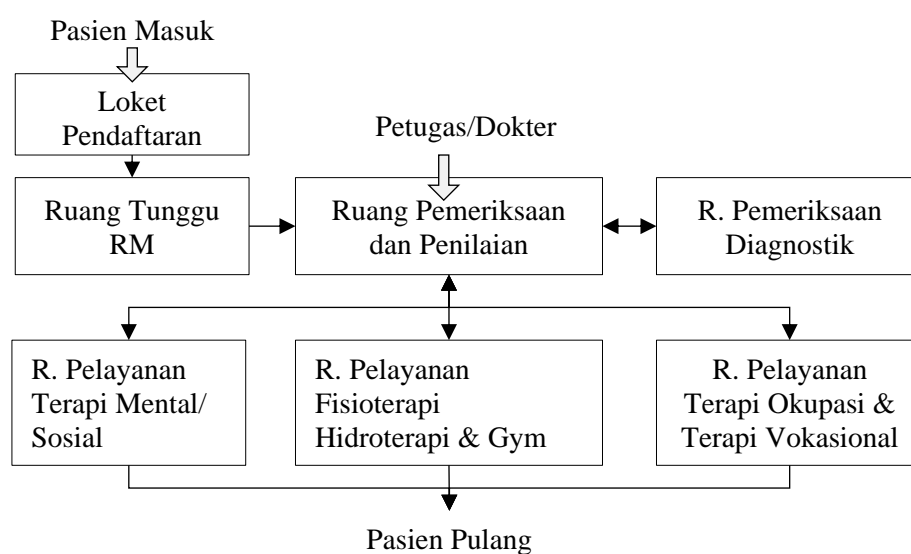 Pasien Masuk
Loket
Pendaftaran
Petugas/Dokter
Ruang Tunggu
RM
Ruang Pemeriksaan
dan Penilaian
R. Pemeriksaan
Diagnostik
R. Pelayanan
Terapi Mental/
Sosial
R. Pelayanan
Fisioterapi
Hidroterapi & Gym
R. Pelayanan
Terapi Okupasi &
Terapi Vokasional
Pasien Pulang